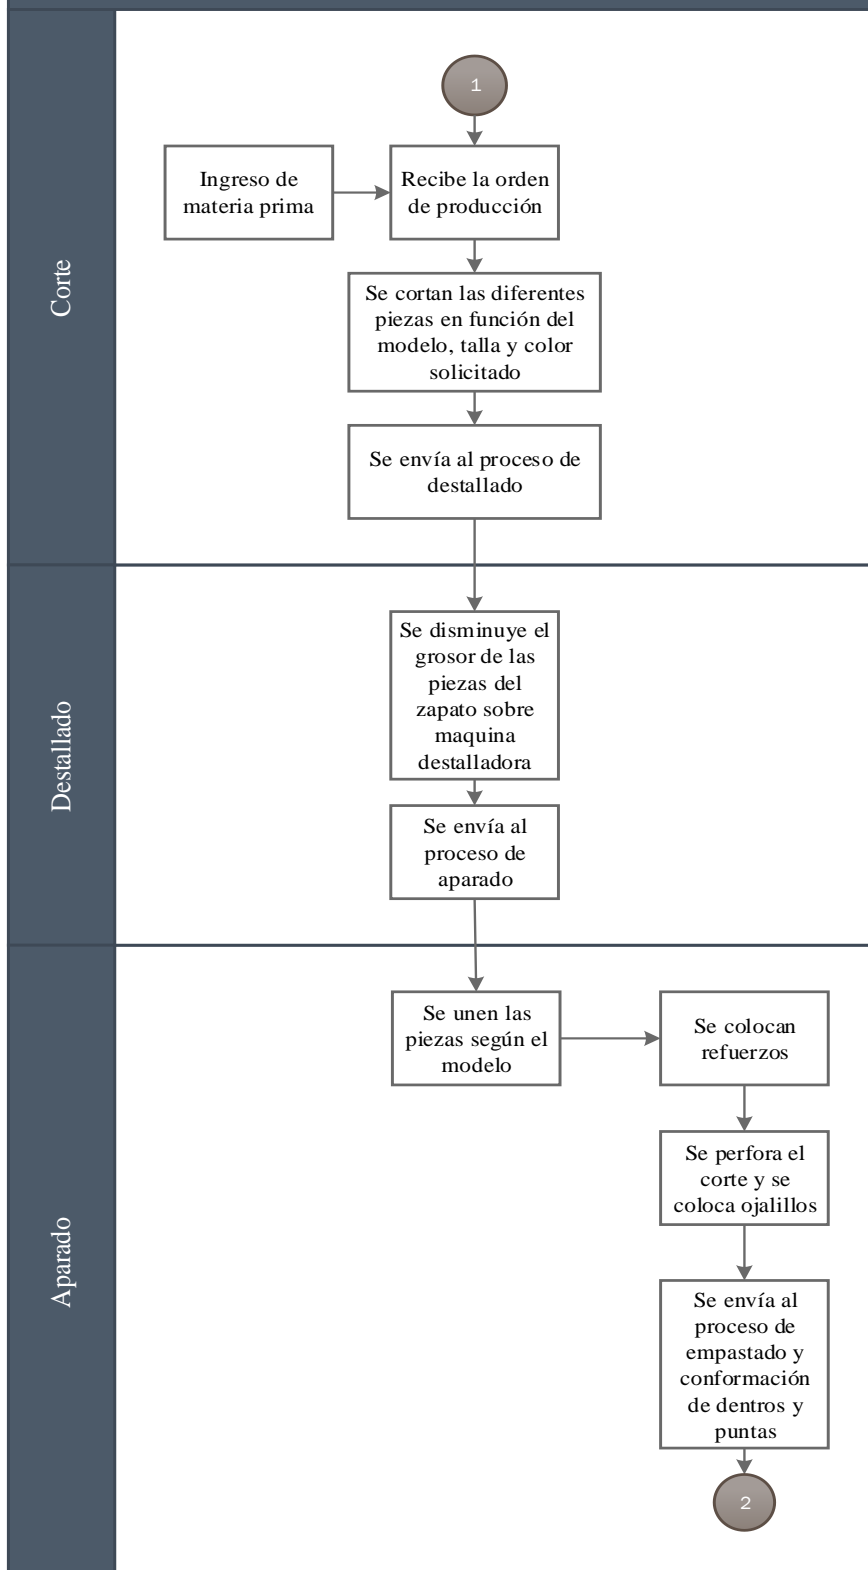 Corte
1
Ingreso de
materia prima
Recibe la orden
de producción
Se cortan las diferentes
piezas en función del
modelo, talla y color
solicitado
Se envía al proceso de
destallado
Destallado
Se disminuye el
grosor de las
piezas del
zapato sobre
maquina
destalladora
Se envía al
proceso de
aparado
Aparado
Se unen las
piezas según el
modelo
Se colocan
refuerzos
Se perfora el
corte y se
coloca ojalillos
Se envía al
proceso de
empastado y
conformación
de dentros y
puntas
2